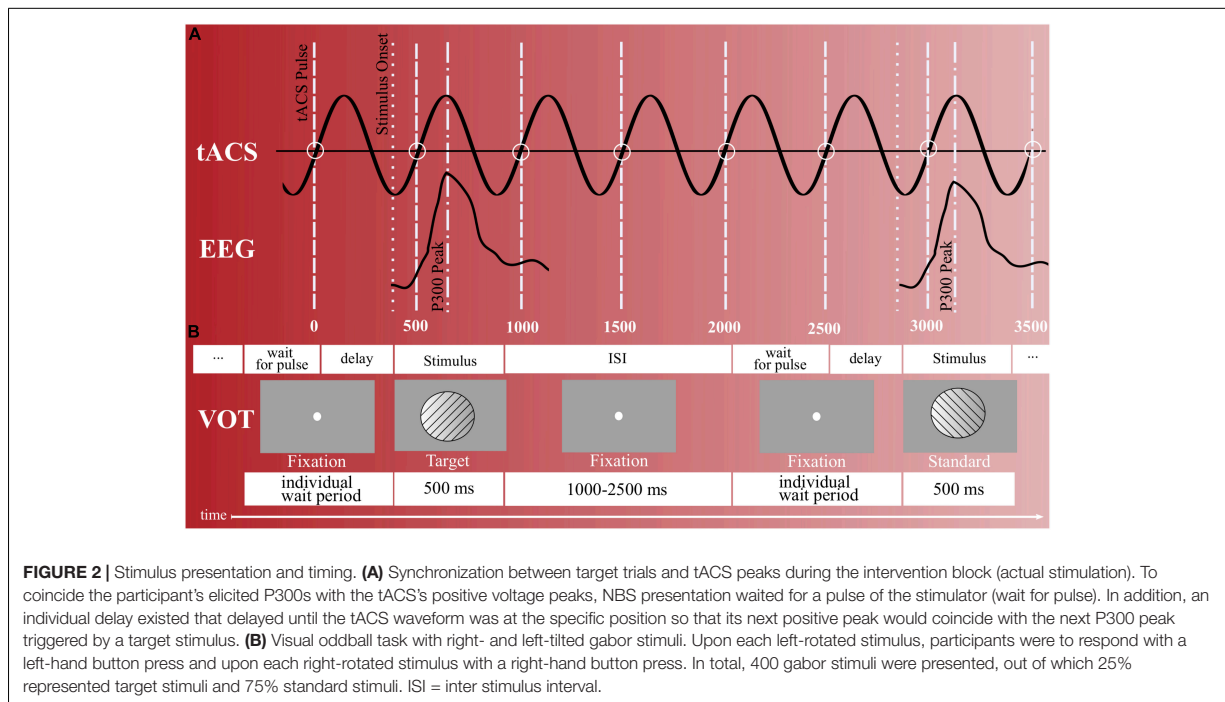 A
tACS Pulse
Stimulus Onset
tACS
EEG
P300 Peak
P300 Peak
0 500 1000 1500 2000 2500 3000 3500
B
... wait for pulse delay Stimulus ISI wait for pulse delay Stimulus ...
VOT
Fixation Target Fixation Fixation Standard
individual wait period 500 ms 1000-2500 ms individual wait period 500 ms
time
FIGURE 2 | Stimulus presentation and timing. (A) Synchronization between target trials and tACS peaks during the intervention block (actual stimulation). To
coincide the participant's elicited P300s with the tACS's positive voltage peaks, NBS presentation waited for a pulse of the stimulator (wait for pulse). In addition, an
individual delay existed that delayed until the tACS waveform was at the specific position so that its next positive peak would coincide with the next P300 peak
triggered by a target stimulus. (B) Visual oddball task with right- and left-tilted gabor stimuli. Upon each left-rotated stimulus, participants were to respond with a
left-hand button press and upon each right-rotated stimulus with a right-hand button press. In total, 400 gabor stimuli were presented, out of which 25%
represented target stimuli and 75% standard stimuli. ISI = inter stimulus interval.